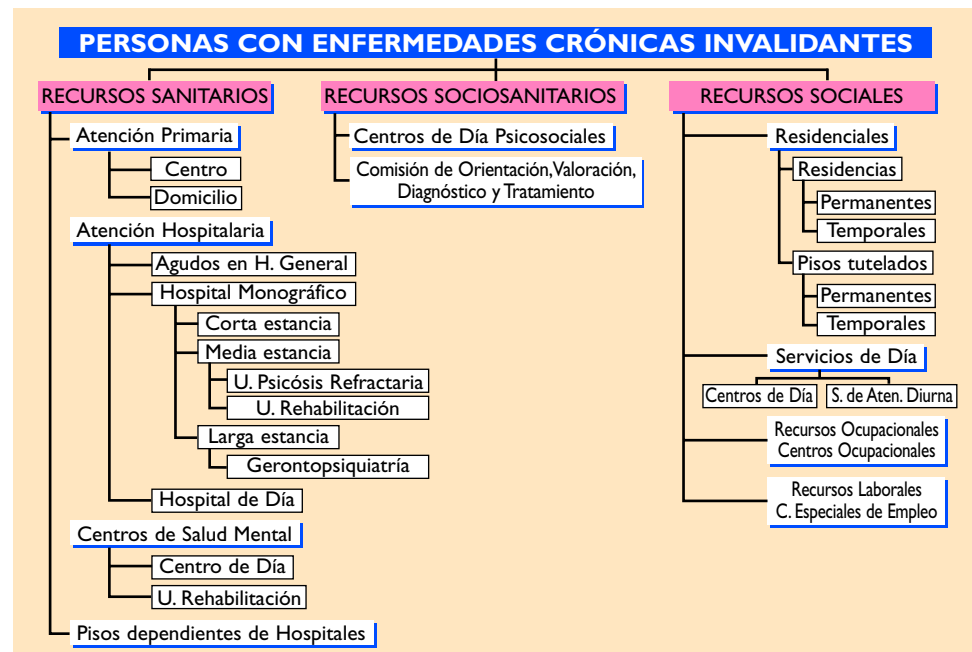 PERSONAS CON ENFERMEDADES CRÓNICAS INVALIDANTES
RECURSOS SANITARIOS
Atención Primaria
Centro
Domicilio
Atención Hospitalaria
Agudos en H. General
Hospital Monográfico
Corta estancia
Media estancia
U. Psicósis Refractaria
U. Rehabilitación
Larga estancia
Gerontopsiquiatría
Hospital de Día
Centros de Salud Mental
Centro de Día
U. Rehabilitación
Pisos dependientes de Hospitales
RECURSOS SOCIOSANITARIOS
Centros de Día Psicosociales
Comisión de Orientación, Valoración,
Diagnóstico y Tratamiento
RECURSOS SOCIALES
Residenciales
Residencias
Permanentes
Temporales
Pisos tutelados
Permanentes
Temporales
Servicios de Día
Centros de Día
S. de Aten. Diurna
Recursos Ocupacionales
Centros Ocupacionales
Recursos Laborales
C. Especiales de Empleo